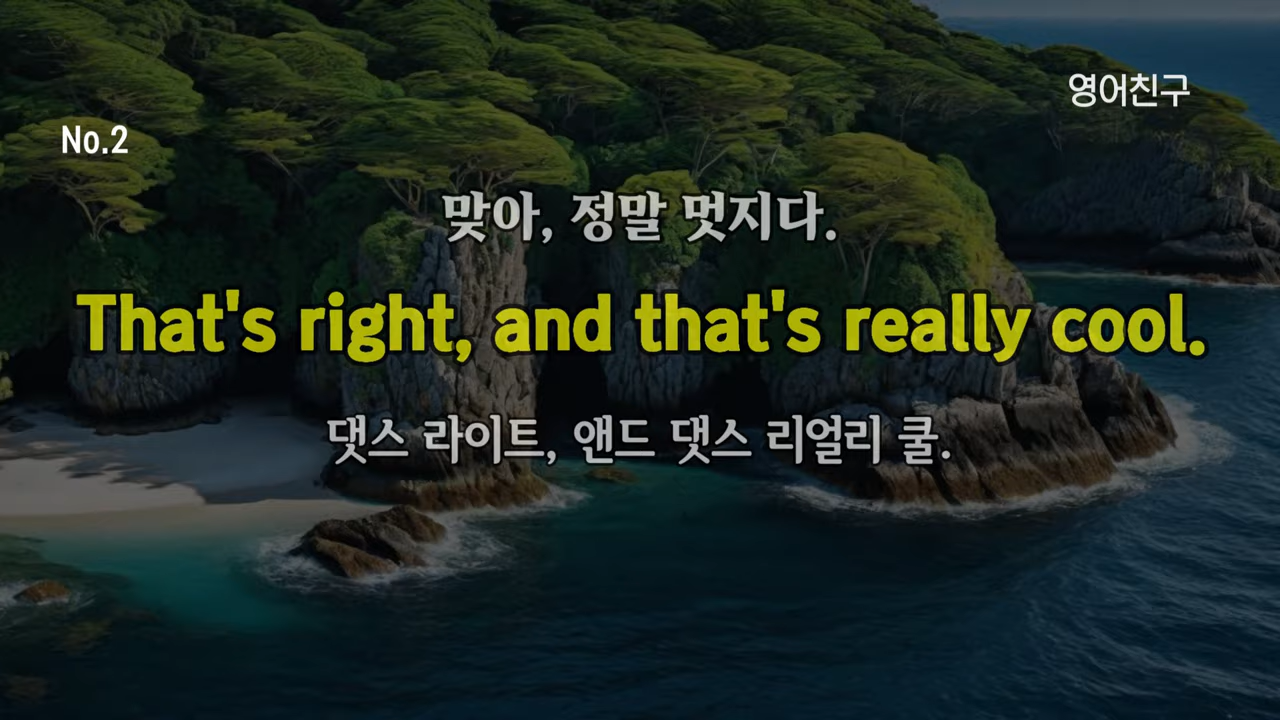 영어친구
No.2
맞아, 정말 멋지다.
That's right, and that's really cool.
댓스 라이트, 앤드 댓스 리얼리 쿨.